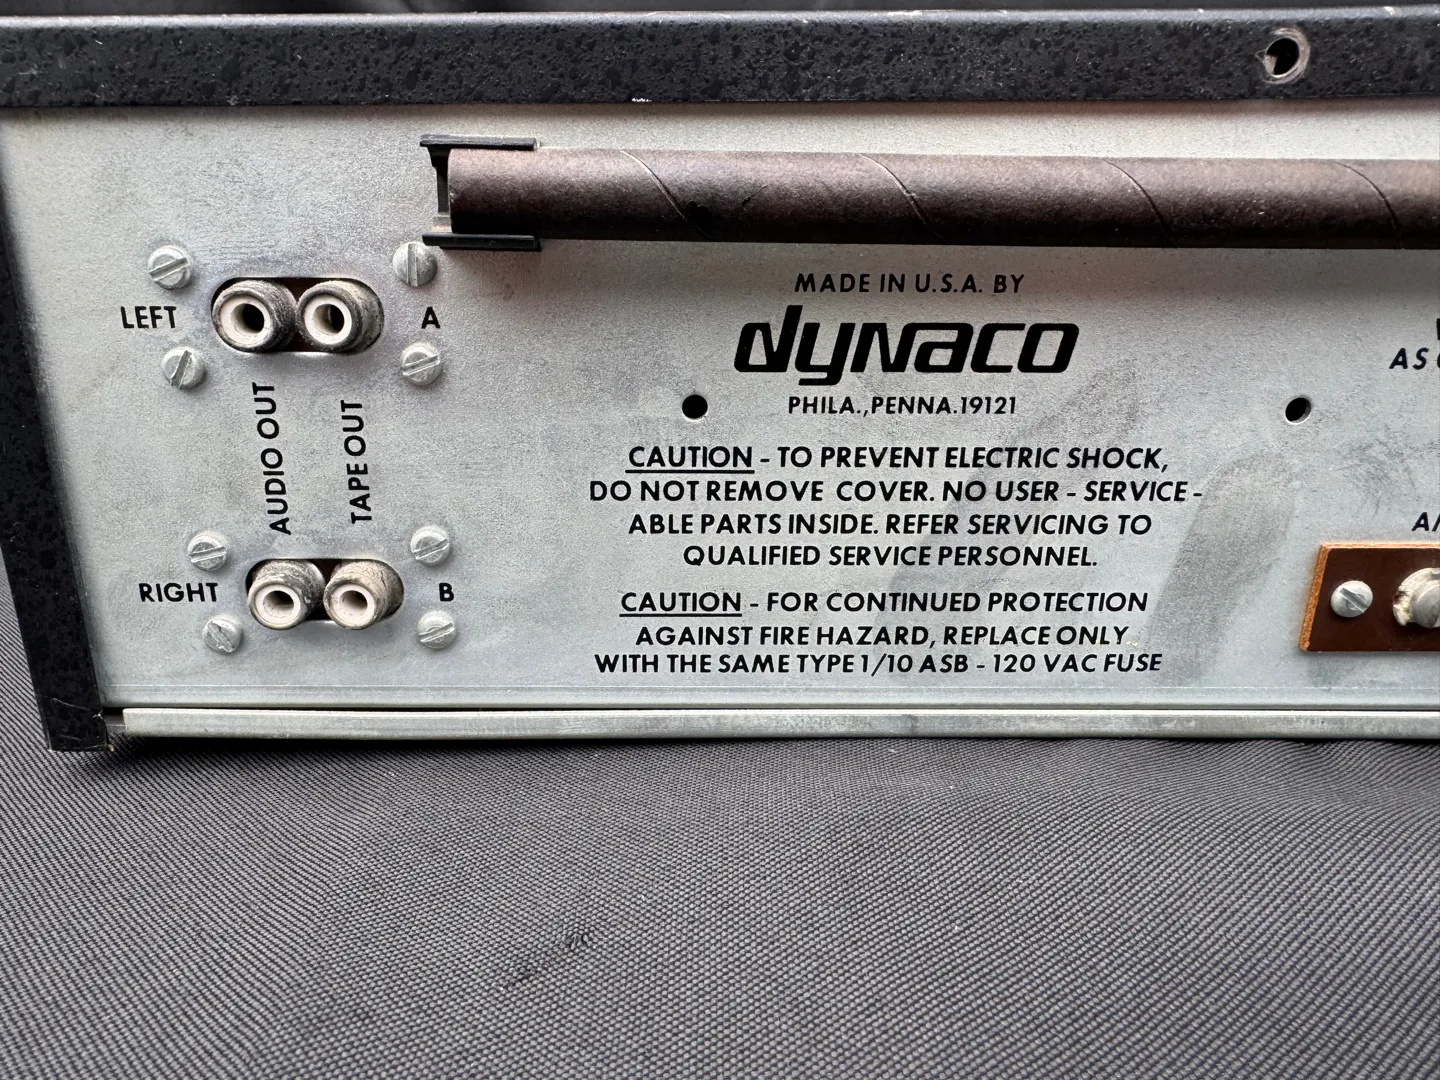 MADE IN U.S.A. BY
dynaco
PHILA.,PENNA.19121
LEFT
A
AUDIO OUT
TAPE OUT
RIGHT
B
CAUTION - TO PREVENT ELECTRIC SHOCK,
DO NOT REMOVE COVER. NO USER - SERVICE -
ABLE PARTS INSIDE. REFER SERVICING TO
QUALIFIED SERVICE PERSONNEL.
CAUTION - FOR CONTINUED PROTECTION
AGAINST FIRE HAZARD, REPLACE ONLY
WITH THE SAME TYPE 1/10 ASB - 120 VAC FUSE
AS